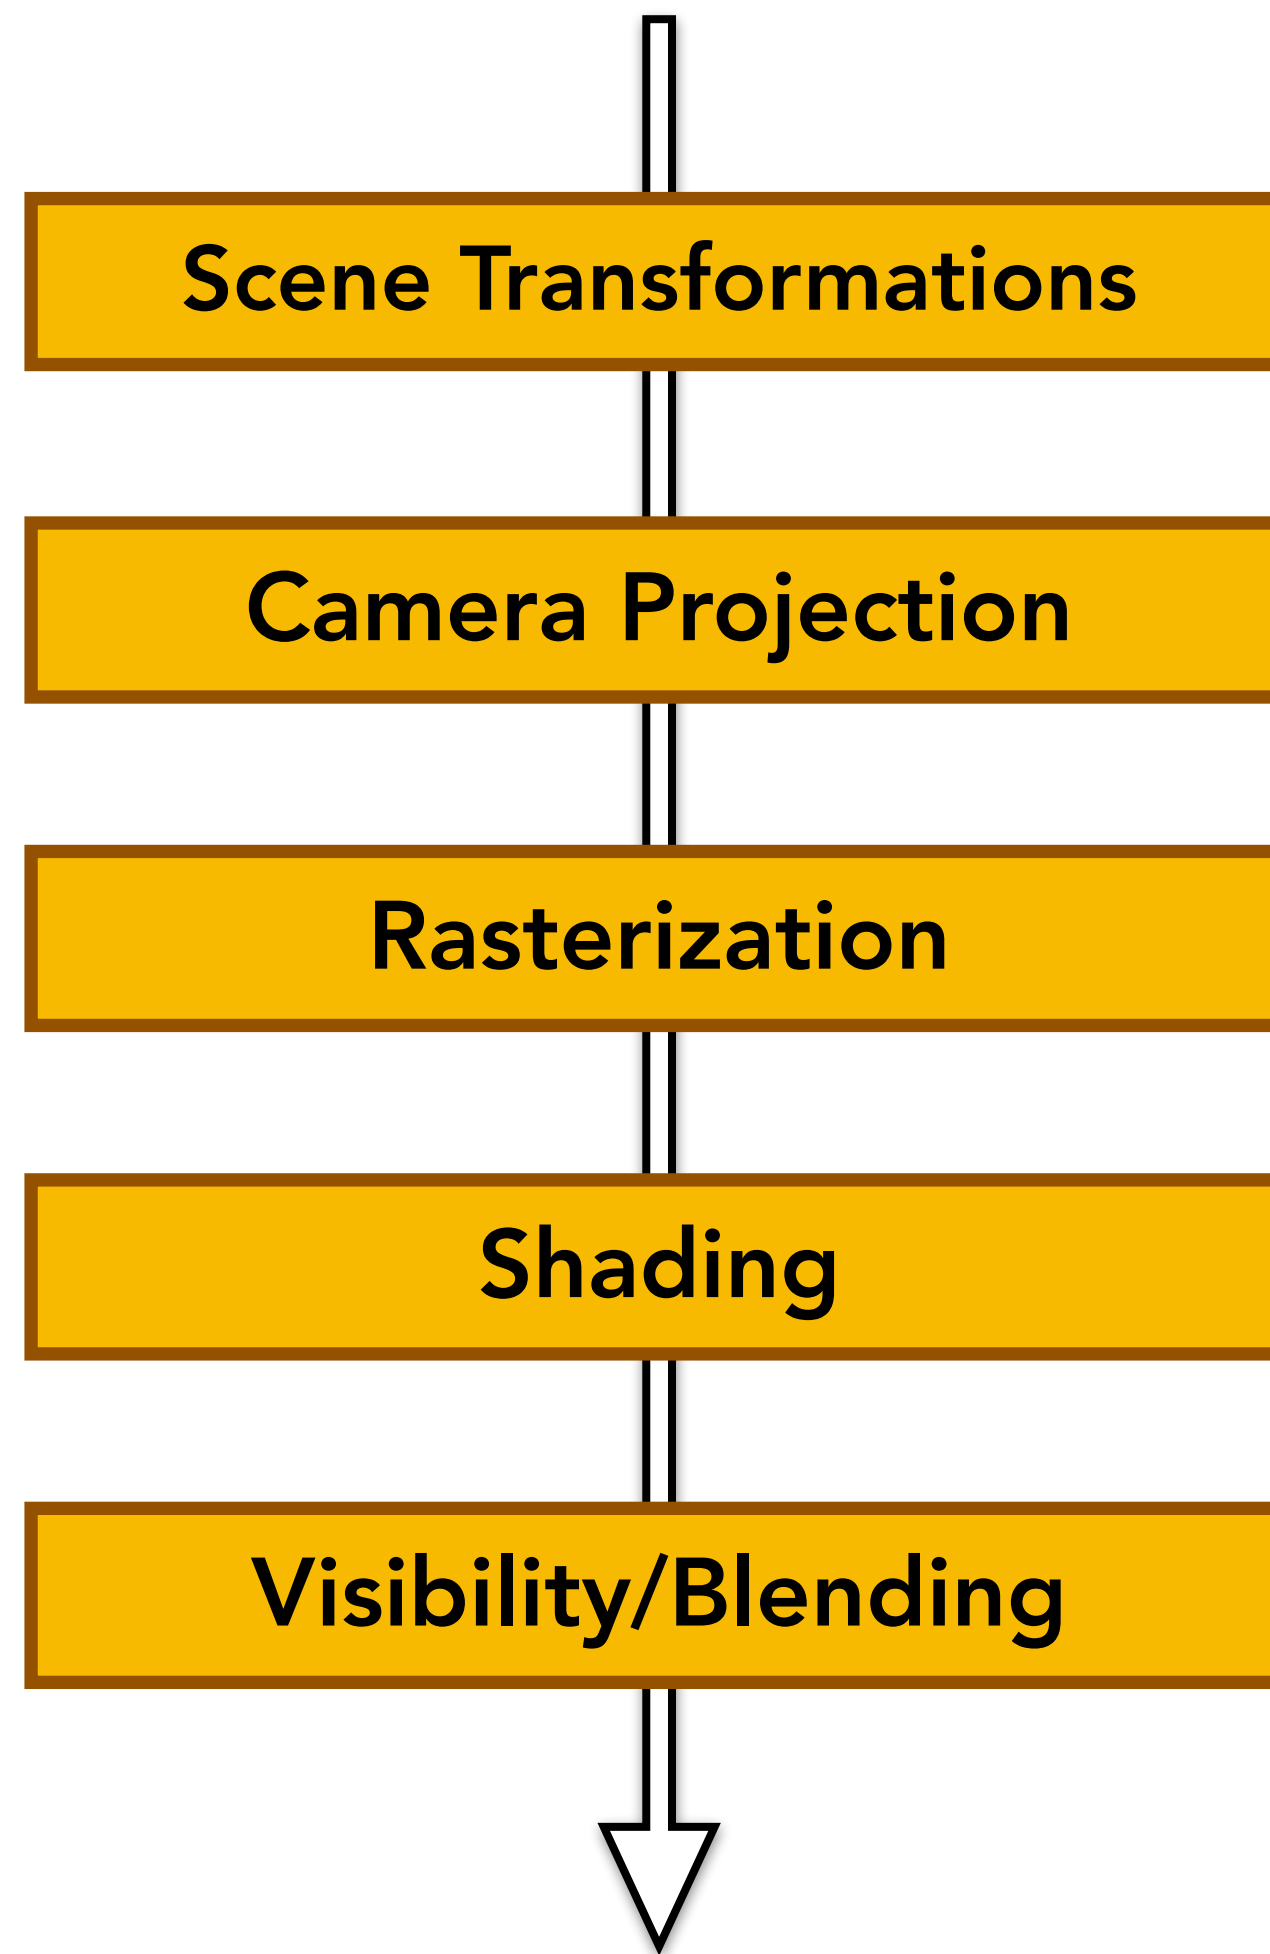 Scene Transformations
Camera Projection
Rasterization
Shading
Visibility/Blending